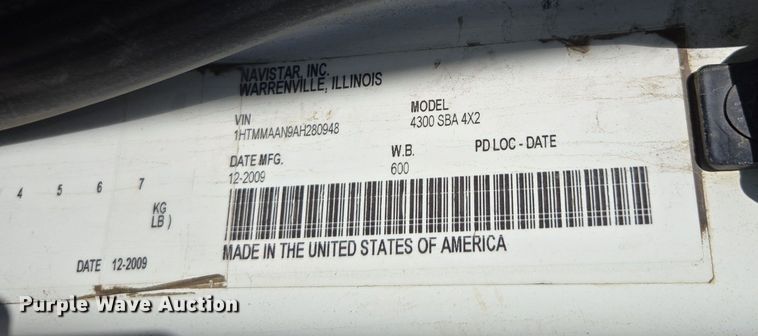 NAVISTAR, INC.
WARRENVILLE, ILLINOIS
VIN MODEL
1HTMMAAN9AH280948 4300 SBA 4X2
DATE MFG. W.B. PD LOC - DATE
12-2009 600
4 5 6 7
KG
LB )
MADE IN THE UNITED STATES OF AMERICA
DATE 12-2009
Purple Wave Auction